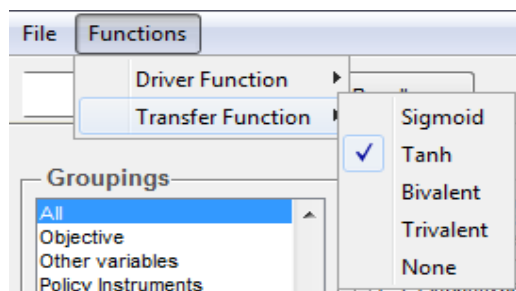 File Functions
Driver Function
Transfer Function
Sigmoid
Tanh
Bivalent
Trivalent
None
Groupings
All
Objective
Other variables
Policy Instruments